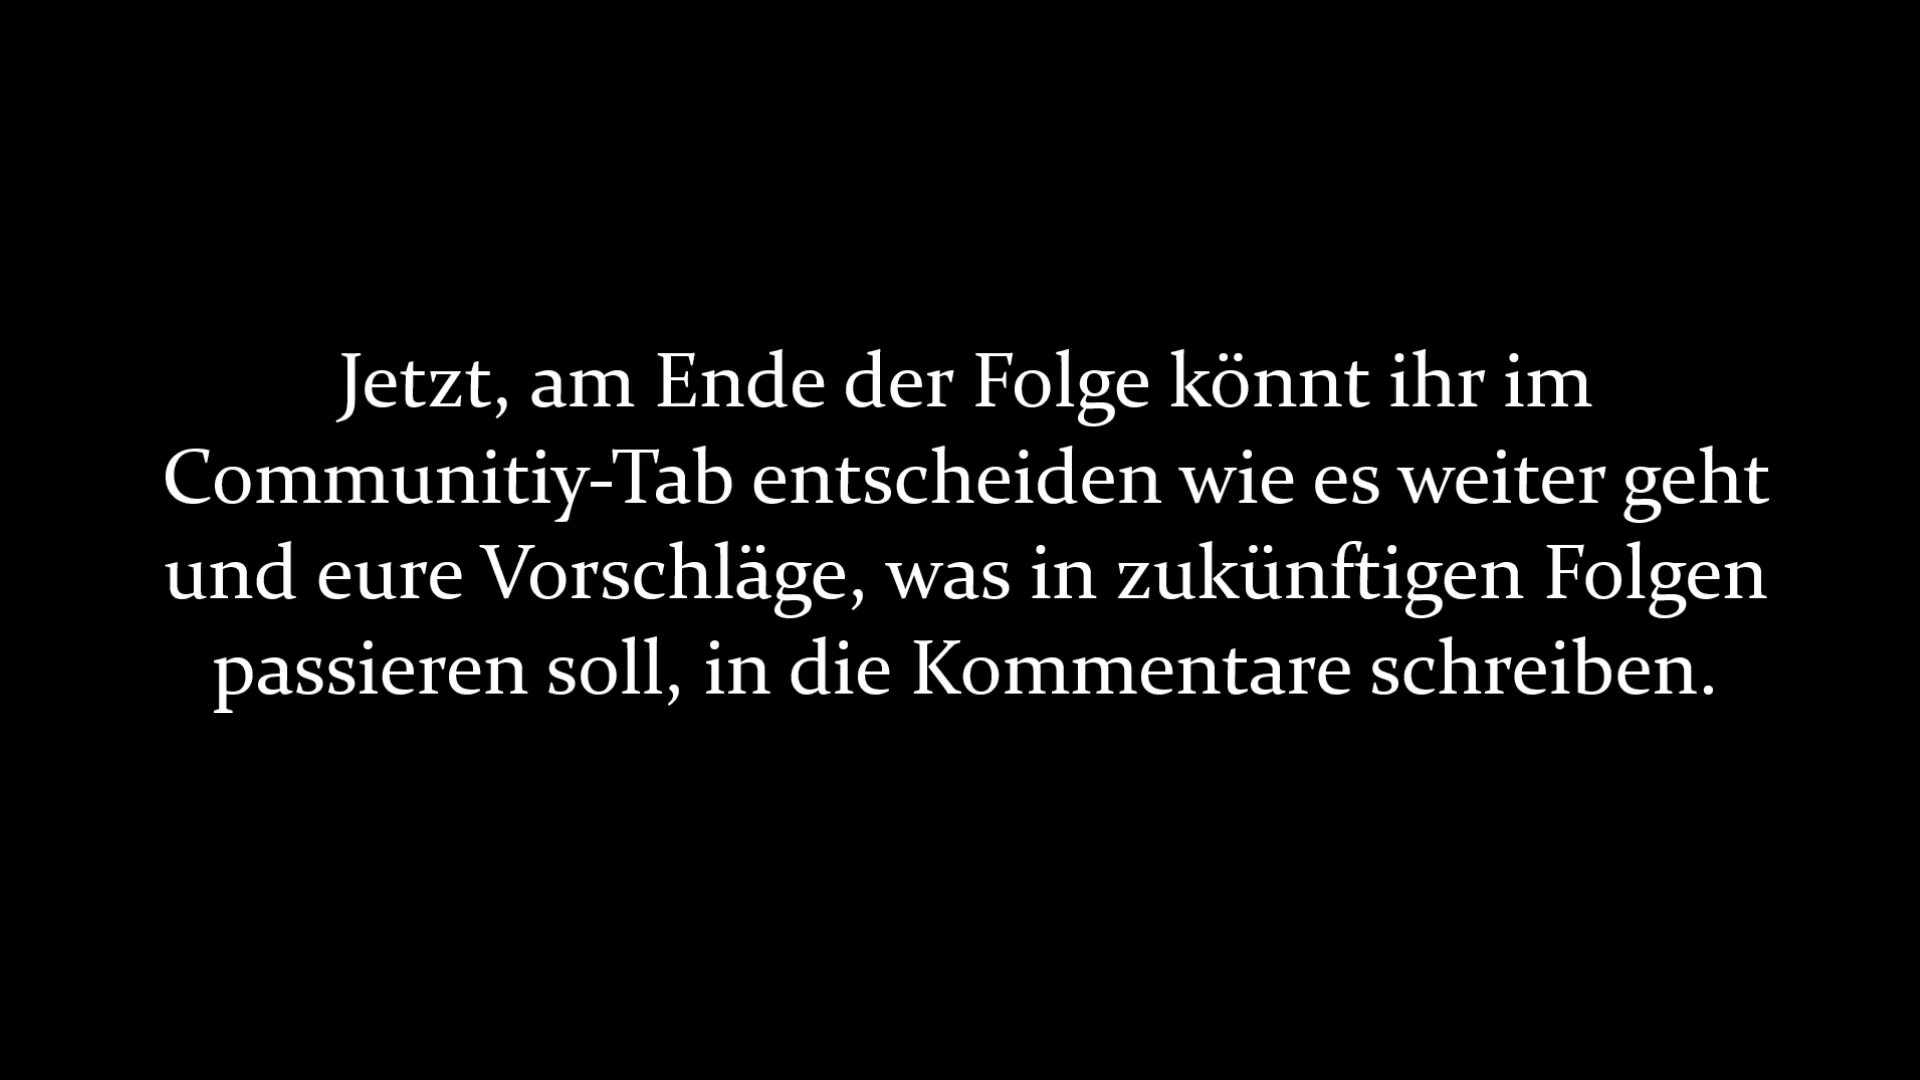 Jetzt, am Ende der Folge könnt ihr im
Communitiy-Tab entscheiden wie es weiter geht
und eure Vorschläge, was in zukünftigen Folgen
passieren soll, in die Kommentare schreiben.